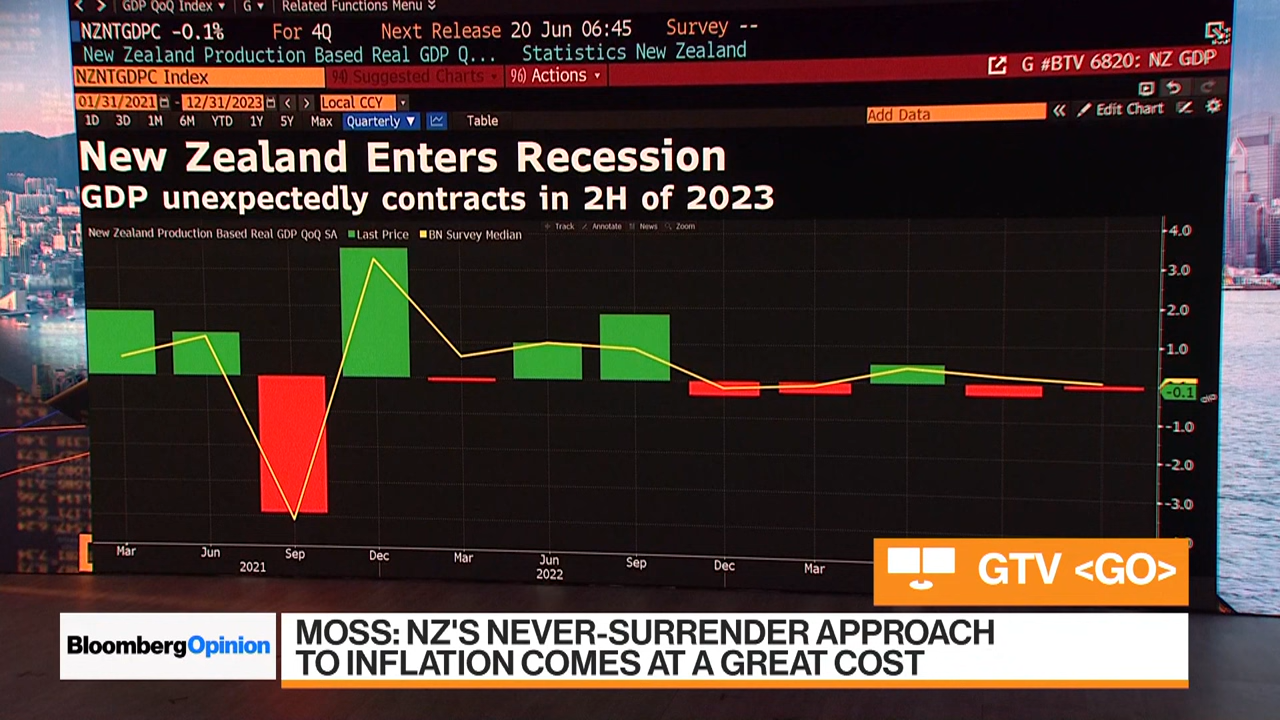 GDP QoQ Index ▾ G ▾ Related Functions Menu
NZNTGDPC -0.1% For 4Q Next Release 20 Jun 06:45 Survey --
New Zealand Production Based Real GDP Q... Statistics New Zealand
NZNTGDPC Index 94) Suggested Charts 96) Actions
G #BTV 6820: NZ GDP
01/31/2021 - 12/31/2023 Local CCY
Add Data « Edit Chart
1D 3D 1M 6M YTD 1Y 5Y Max Quarterly ▼ Table
New Zealand Enters Recession
GDP unexpectedly contracts in 2H of 2023
Track Annotate News Zoom
New Zealand Production Based Real GDP QoQ SA Last Price BN Survey Median
4.0
3.0
2.0
1.0
-0.1
-1.0
-2.0
-3.0
Mar Jun Sep Dec Mar Jun Sep Dec Mar
2021 2022
GTV <GO>
BloombergOpinion
MOSS: NZ'S NEVER-SURRENDER APPROACH
TO INFLATION COMES AT A GREAT COST